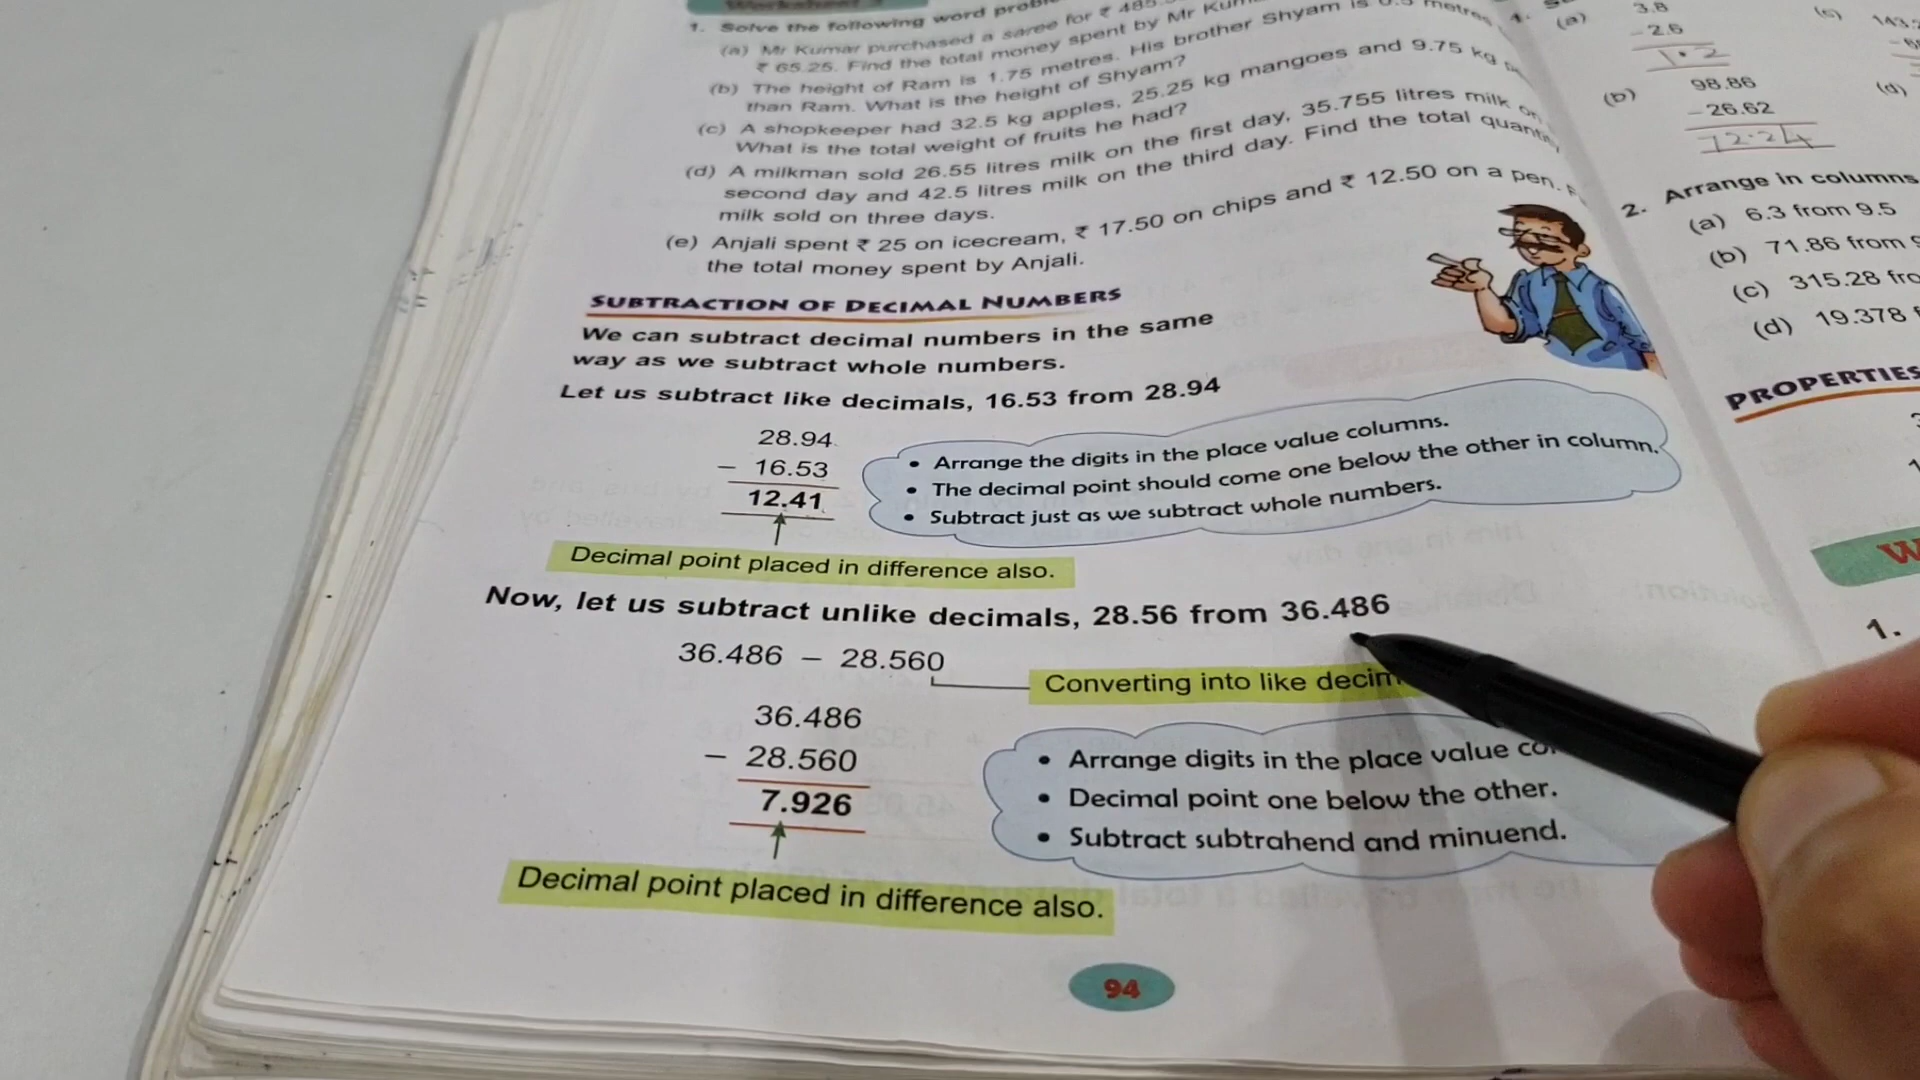 1. Solve the following word
(a) Mr Kumar purchased a saree for ₹ 485.
₹ 65.25. Find the total money spent by Mr
(b) The height of Ram is 1.75 metres. His brother Shyam is 0.5 metres
than Ram. What is the height of Shyam?
(c) A shopkeeper had 32.5 kg apples, 25.25 kg mangoes and 9.75 kg
What is the total weight of fruits he had?
(d) A milkman sold 26.55 litres milk on the first day, 35.755 litres milk on
second day and 42.5 litres milk on the third day. Find the total
milk sold on three days.
(e) Anjali spent ₹ 25 on icecream, ₹ 17.50 on chips and ₹ 12.50 on a pen.
the total money spent by Anjali.
SUBTRACTION OF DECIMAL NUMBERS
We can subtract decimal numbers in the same
way as we subtract whole numbers.
Let us subtract like decimals, 16.53 from 28.94
28.94
– 16.53
12.41
• Arrange the digits in the place value columns.
• The decimal point should come one below the other in column.
• Subtract just as we subtract whole numbers.
Decimal point placed in difference also.
Now, let us subtract unlike decimals, 28.56 from 36.486
36.486 – 28.560
Converting into like
36.486
– 28.560
7.926
• Arrange digits in the place value
• Decimal point one below the other.
• Subtract subtrahend and minuend.
Decimal point placed in difference also.
94
(a) 3.8
- 2.6
1.2
(b) 98.86
- 26.62
72.24
(c)
(d)
2. Arrange in columns
(a) 6.3 from 9.5
(b) 71.86 from
(c) 315.28
(d) 19.378
PROPERTIES
1.